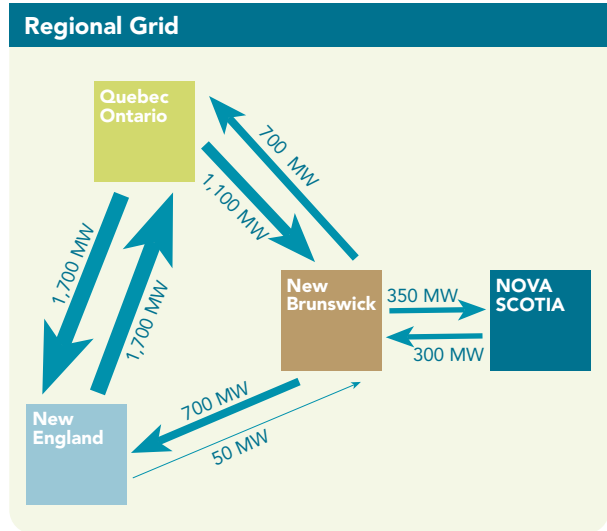 Regional Grid
Quebec
Ontario
700 MW
1,100 MW
1,700 MW
1,700 MW
New
Brunswick
350 MW
NOVA
SCOTIA
300 MW
700 MW
New
England
50 MW